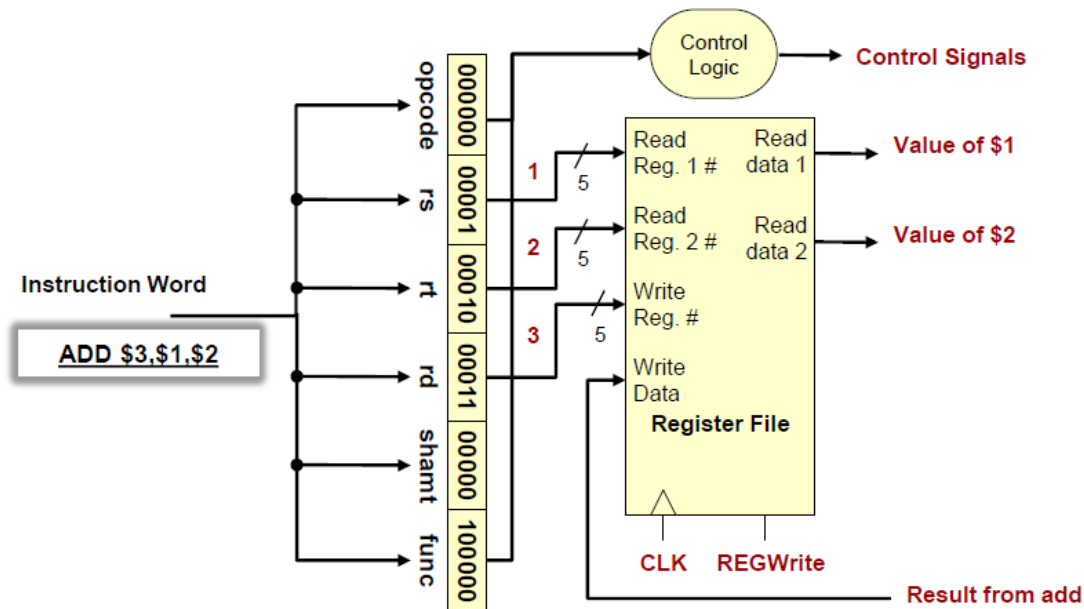 Control
Logic
Control Signals
opcode
000000
rs
00001
rt
00010
rd
00011
shamt
00000
func
100000
Instruction Word
ADD $3,$1,$2
1
5
2
5
3
5
Read
Reg. 1 #
Read
data 1
Value of $1
Read
Reg. 2 #
Read
data 2
Value of $2
Write
Reg. #
Write
Data
Register File
CLK
REGWrite
Result from add